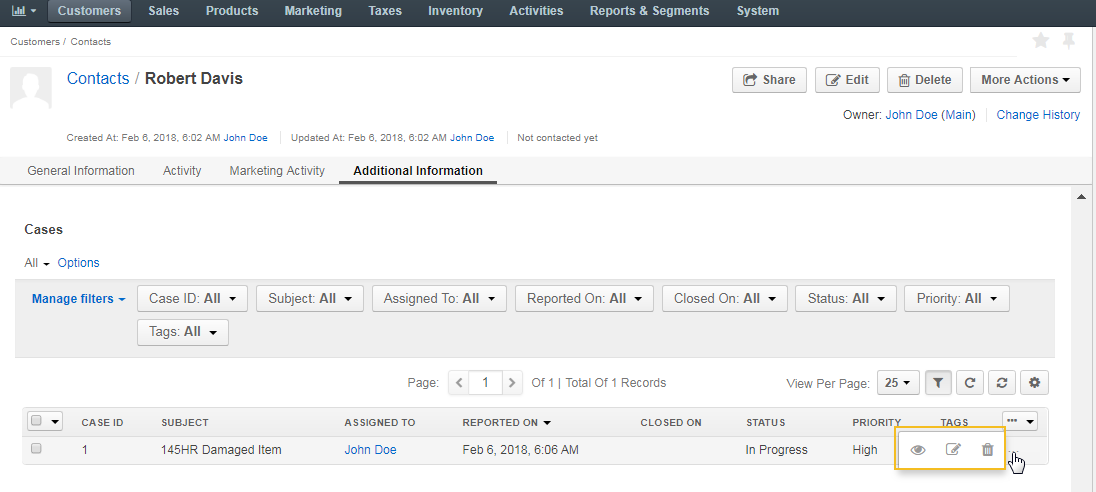 Customers Sales Products Marketing Taxes Inventory Activities Reports & Segments System
Customers / Contacts
Contacts / Robert Davis
Share Edit Delete More Actions
Owner: John Doe (Main) Change History
Created At: Feb 6, 2018, 6:02 AM John Doe Updated At: Feb 6, 2018, 6:02 AM John Doe Not contacted yet
General Information Activity Marketing Activity Additional Information
Cases
All Options
Manage filters Case ID: All Subject: All Assigned To: All Reported On: All Closed On: All Status: All Priority: All
Tags: All
Page: 1 Of 1 | Total Of 1 Records View Per Page: 25
CASE ID SUBJECT ASSIGNED TO REPORTED ON CLOSED ON STATUS PRIORITY TAGS
1 145HR Damaged Item John Doe Feb 6, 2018, 6:06 AM In Progress High